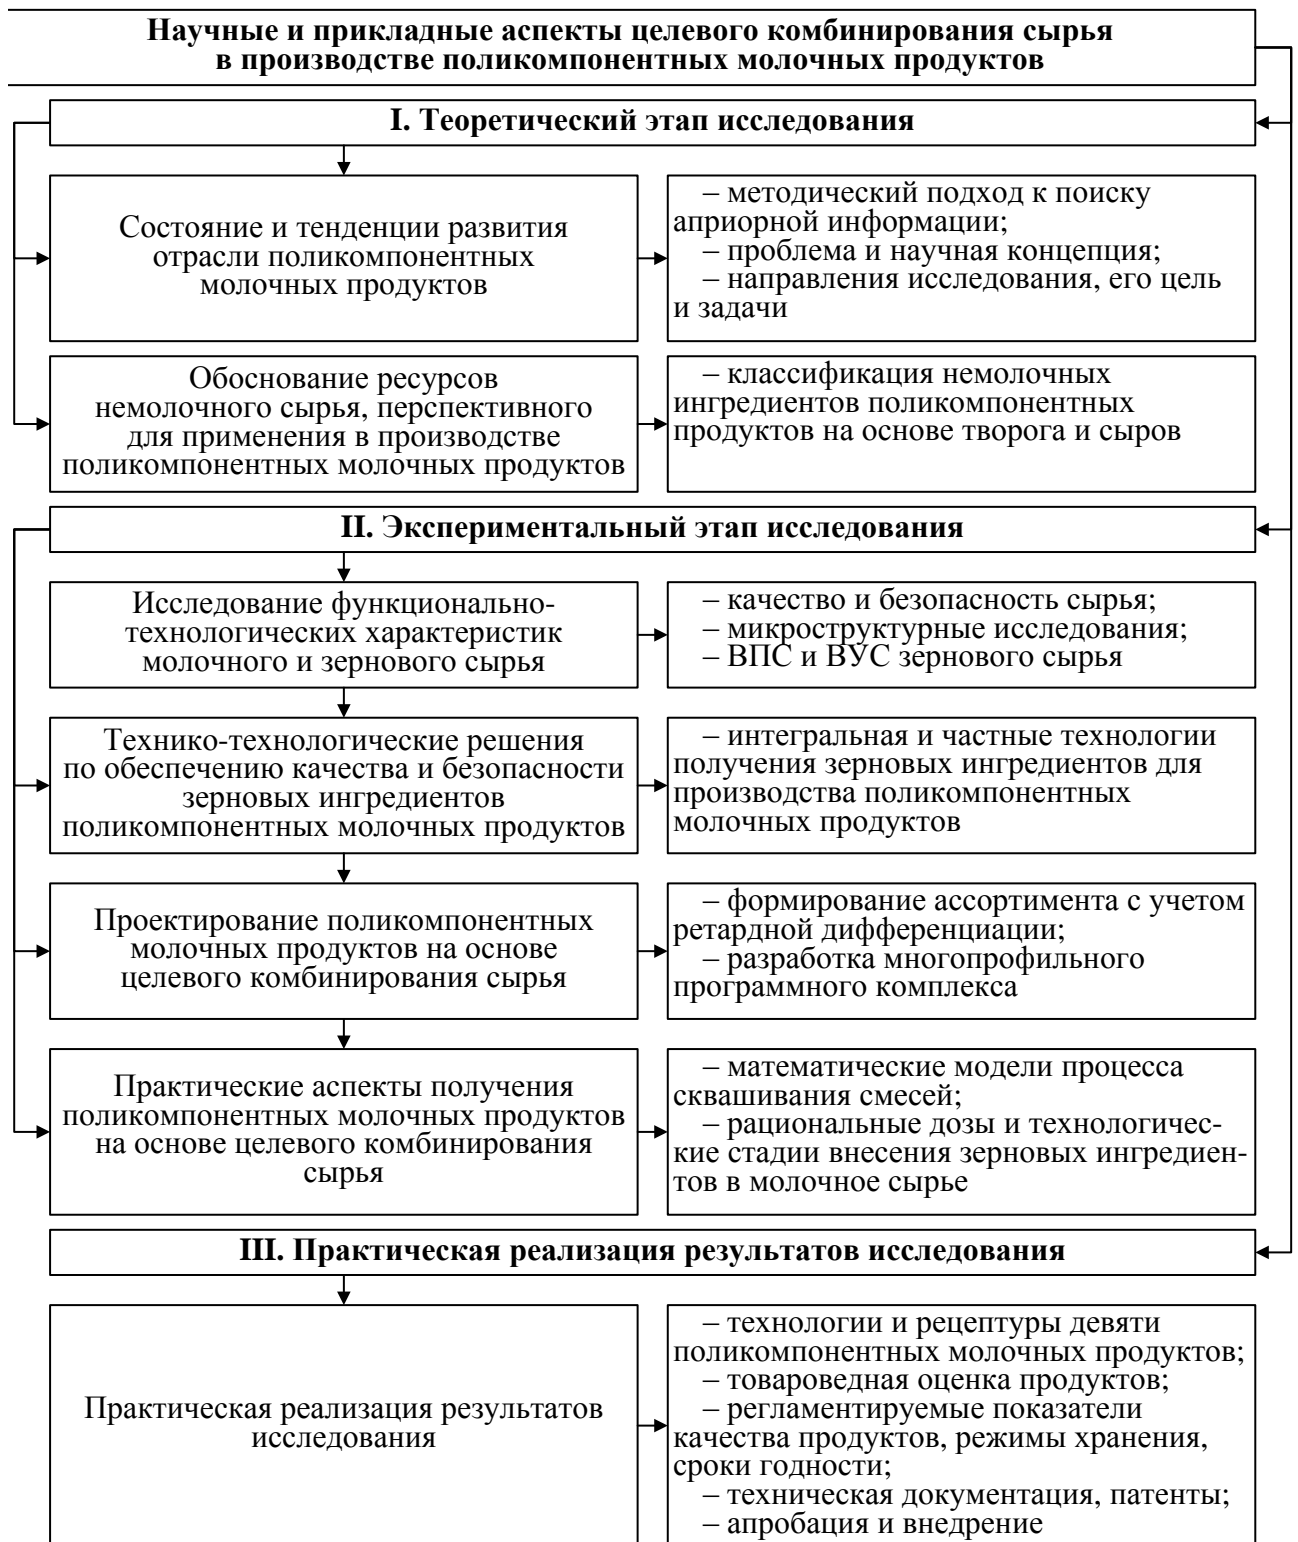 Научные и прикладные аспекты целевого комбинирования сырья
в производстве поликомпонентных молочных продуктов
I. Теоретический этап исследования
Состояние и тенденции развития
отрасли поликомпонентных
молочных продуктов
– методический подход к поиску
априорной информации;
– проблема и научная концепция;
– направления исследования, его цель
и задачи
Обоснование ресурсов
немолочного сырья, перспективного
для применения в производстве
поликомпонентных молочных продуктов
– классификация немолочных
ингредиентов поликомпонентных
продуктов на основе творога и сыров
II. Экспериментальный этап исследования
Исследование функционально-
технологических характеристик
молочного и зернового сырья
– качество и безопасность сырья;
– микроструктурные исследования;
– ВПС и ВУС зернового сырья
Технико-технологические решения
по обеспечению качества и безопасности
зерновых ингредиентов
поликомпонентных молочных продуктов
– интегральная и частные технологии
получения зерновых ингредиентов для
производства поликомпонентных
молочных продуктов
Проектирование поликомпонентных
молочных продуктов на основе
целевого комбинирования сырья
– формирование ассортимента с учетом
ретардной дифференциации;
– разработка многопрофильного
программного комплекса
Практические аспекты получения
поликомпонентных молочных продуктов
на основе целевого комбинирования
сырья
– математические модели процесса
сквашивания смесей;
– рациональные дозы и технологичес-
кие стадии внесения зерновых ингредиен-
тов в молочное сырье
III. Практическая реализация результатов исследования
Практическая реализация результатов
исследования
– технологии и рецептуры девяти
поликомпонентных молочных продуктов;
– товароведная оценка продуктов;
– регламентируемые показатели
качества продуктов, режимы хранения,
сроки годности;
– техническая документация, патенты;
– апробация и внедрение